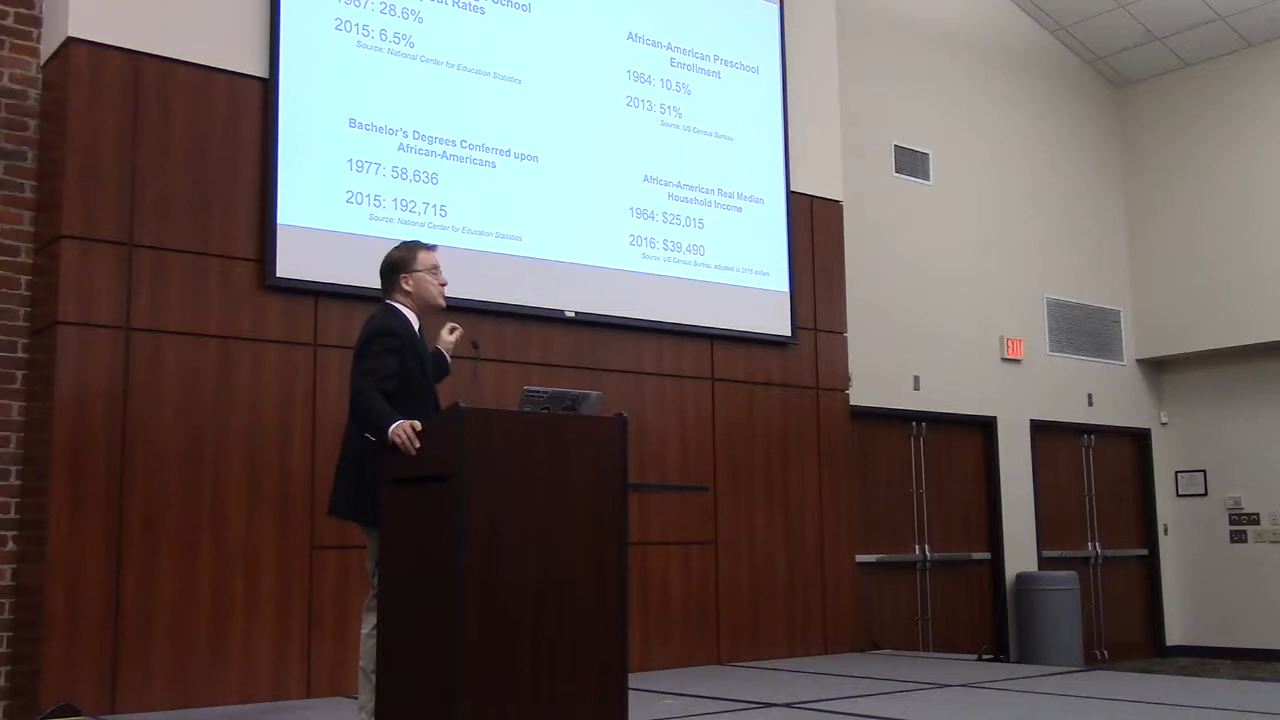 School
Rates
1967: 28.6%
2015: 6.5%
Source: National Center for Education Statistics
African-American Preschool
Enrollment
1964: 10.5%
2013: 51%
Source: US Census Bureau
Bachelor's Degrees Conferred upon
African-Americans
1977: 58,636
2015: 192,715
Source: National Center for Education Statistics
African-American Real Median
Household Income
1964: $25,015
2016: $39,490
Source: US Census Bureau, adjusted to 2016 dollars
EXIT